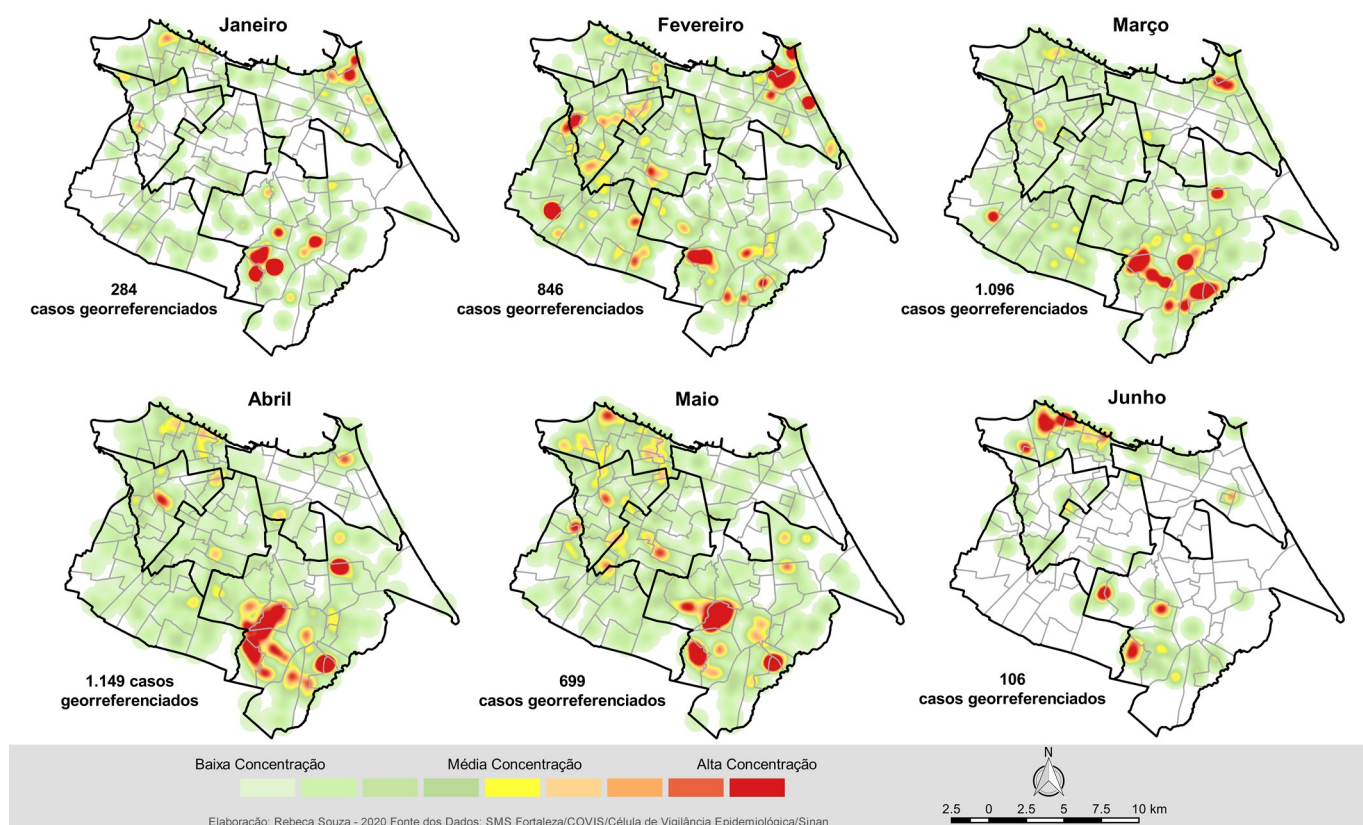 Janeiro
Fevereiro
Março
284
casos georreferenciados
846
casos georreferenciados
1.096
casos georreferenciados
Abril
Maio
Junho
1.149 casos
georreferenciados
699
casos georreferenciados
106
casos georreferenciados
Baixa Concentração
Média Concentração
Alta Concentração
N
2.5 0 2.5 5 7.5 10 km
Elaboração: Rebeca Souza - 2020 Fonte dos Dados: SMS Fortaleza/COVIS/Célula de Vigilância Epidemiológica/Sinan